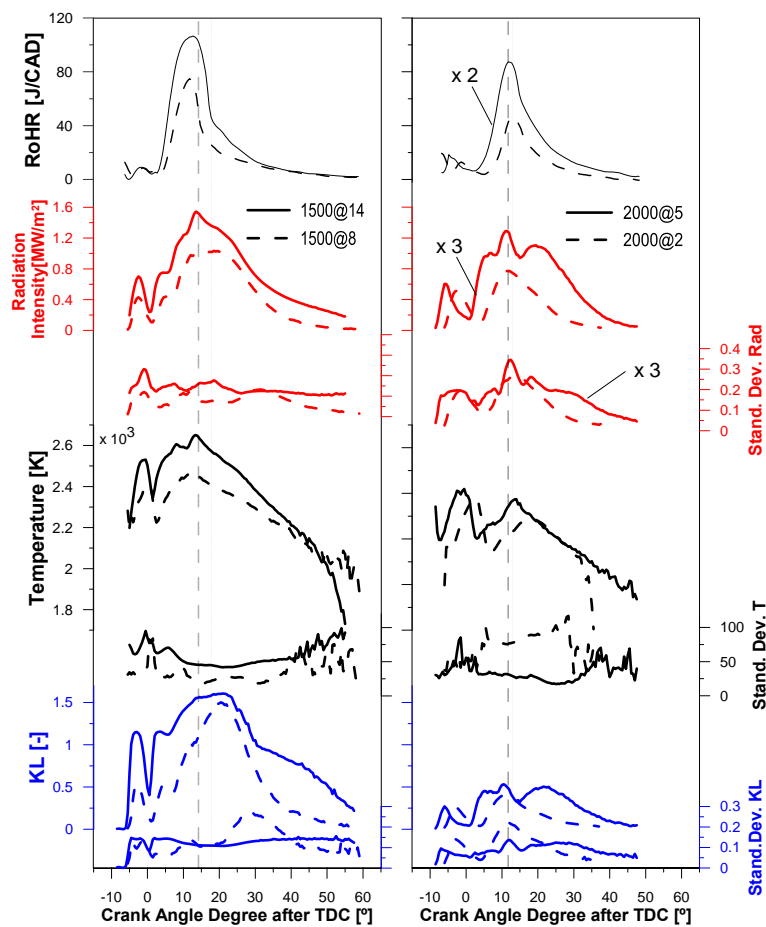 120
80
40
0
RoHR [J/CAD]
x 2
1.6
1.2
0.8
0.4
0
Radiation
Intensity[MW/m²]
1500@14
1500@8
2000@5
2000@2
x 3
0.4
0.3
0.2
0.1
0
Stand. Dev. Rad
x 3
x 10³
2.6
2.4
2.2
2
1.8
Temperature [K]
100
50
0
Stand. Dev. T
1.5
1
0.5
0
KL [-]
0.3
0.2
0.1
0
Stand.Dev. KL
-10 0 10 20 30 40 50 60
-10 0 10 20 30 40 50 60
Crank Angle Degree after TDC [º]
Crank Angle Degree after TDC [º]